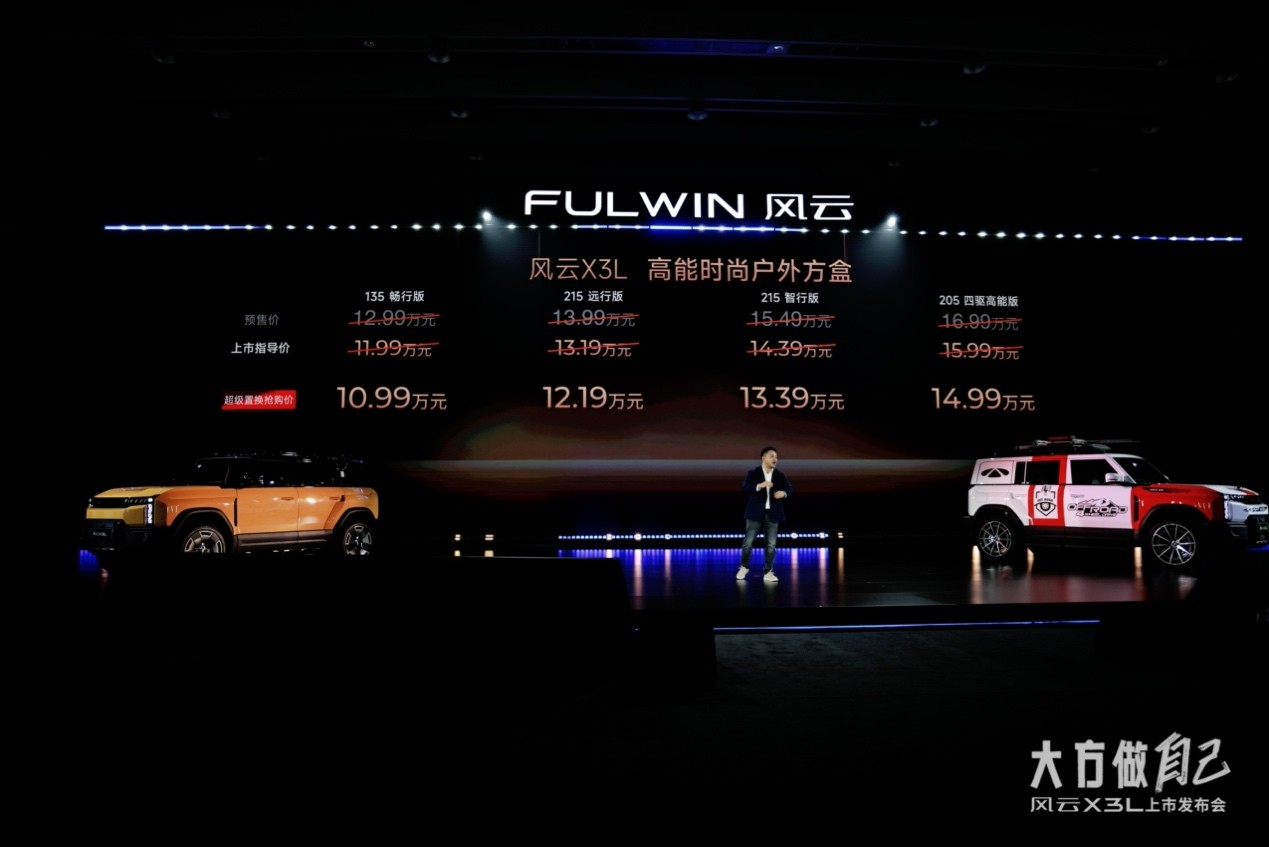 FULWIN 风云
风云X3L 高能时尚户外方盒
135 畅行版 215 远行版 215 智行版 205 四驱高能版
预售价 12.99万元 13.99万元 15.49万元 16.99万元
上市指导价 11.99万元 13.19万元 14.39万元 15.99万元
超级置换抢购价 10.99万元 12.19万元 13.39万元 14.99万元
OFFROAD
大方做自己
风云X3L上市发布会